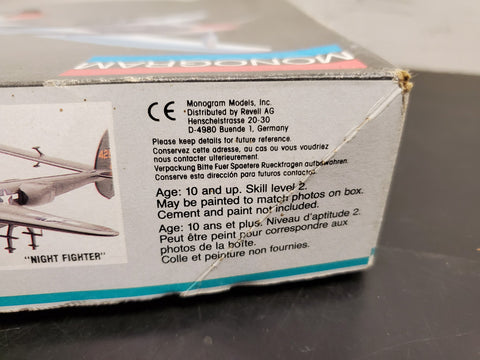 MONOGRAM
CE
Monogram Models, Inc.
*Distributed by Revell AG
Henschelstrasse 20-30
D-4980 Buende 1, Germany
Please keep details for future reference.
Conservez cette adresse, au cas ou vous voudriez
nous contacter ulterieurement.
Verpackung Bitte Fuer Spaetere Rueckfragen aufbewahren.
Conserve esta dirección para futuros contactos.
Age: 10 and up. Skill level 2.
May be painted to match photos on box.
Cement and paint not included.
Age: 10 ans et plus. Niveau d'aptitude 2.
Peut être peint pour correspondre aux
photos de la boîte.
Colle et peinture non fournies.
"NIGHT FIGHTER"